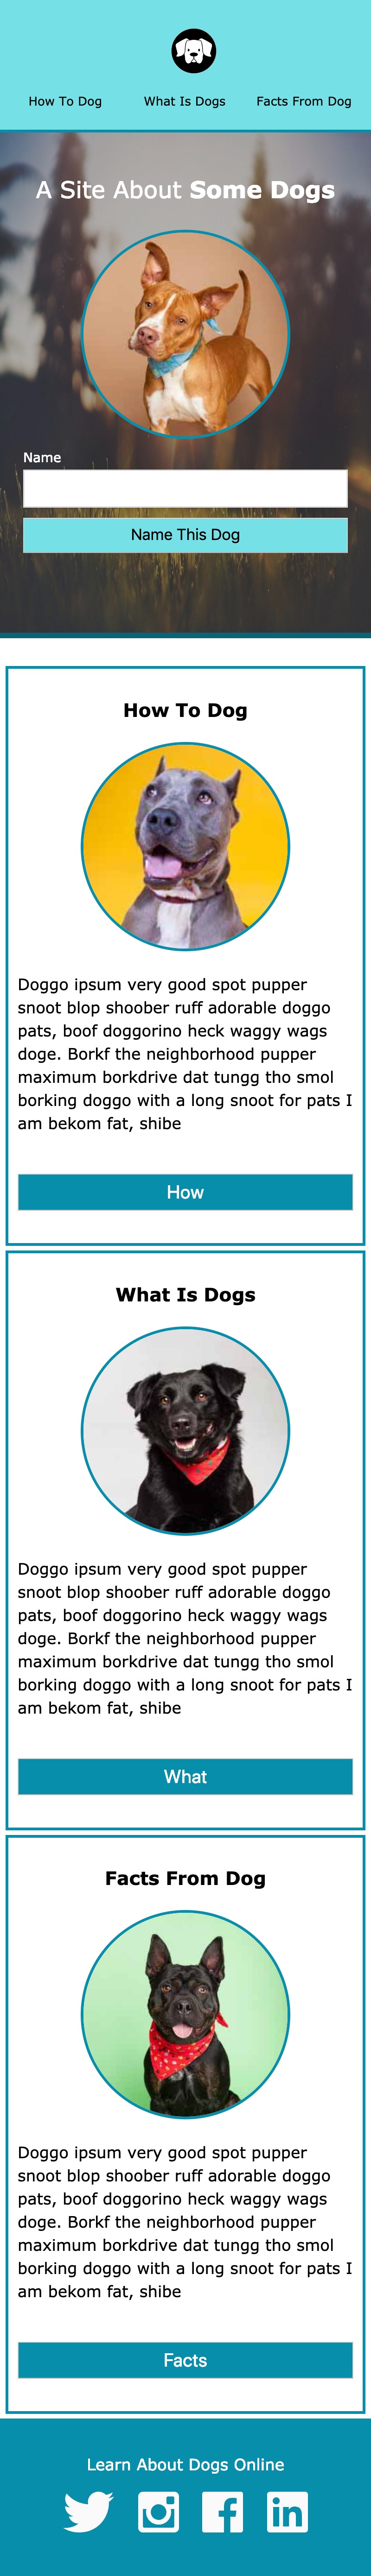 How To Dog What Is Dogs Facts From Dog
A Site About Some Dogs
Name
Name This Dog
How To Dog
Doggo ipsum very good spot pupper
snoot blop shoober ruff adorable doggo
pats, boof doggorino heck waggy wags
doge. Borkf the neighborhood pupper
maximum borkdrive dat tungg tho smol
borking doggo with a long snoot for pats I
am bekom fat, shibe
How
What Is Dogs
Doggo ipsum very good spot pupper
snoot blop shoober ruff adorable doggo
pats, boof doggorino heck waggy wags
doge. Borkf the neighborhood pupper
maximum borkdrive dat tungg tho smol
borking doggo with a long snoot for pats I
am bekom fat, shibe
What
Facts From Dog
Doggo ipsum very good spot pupper
snoot blop shoober ruff adorable doggo
pats, boof doggorino heck waggy wags
doge. Borkf the neighborhood pupper
maximum borkdrive dat tungg tho smol
borking doggo with a long snoot for pats I
am bekom fat, shibe
Facts
Learn About Dogs Online